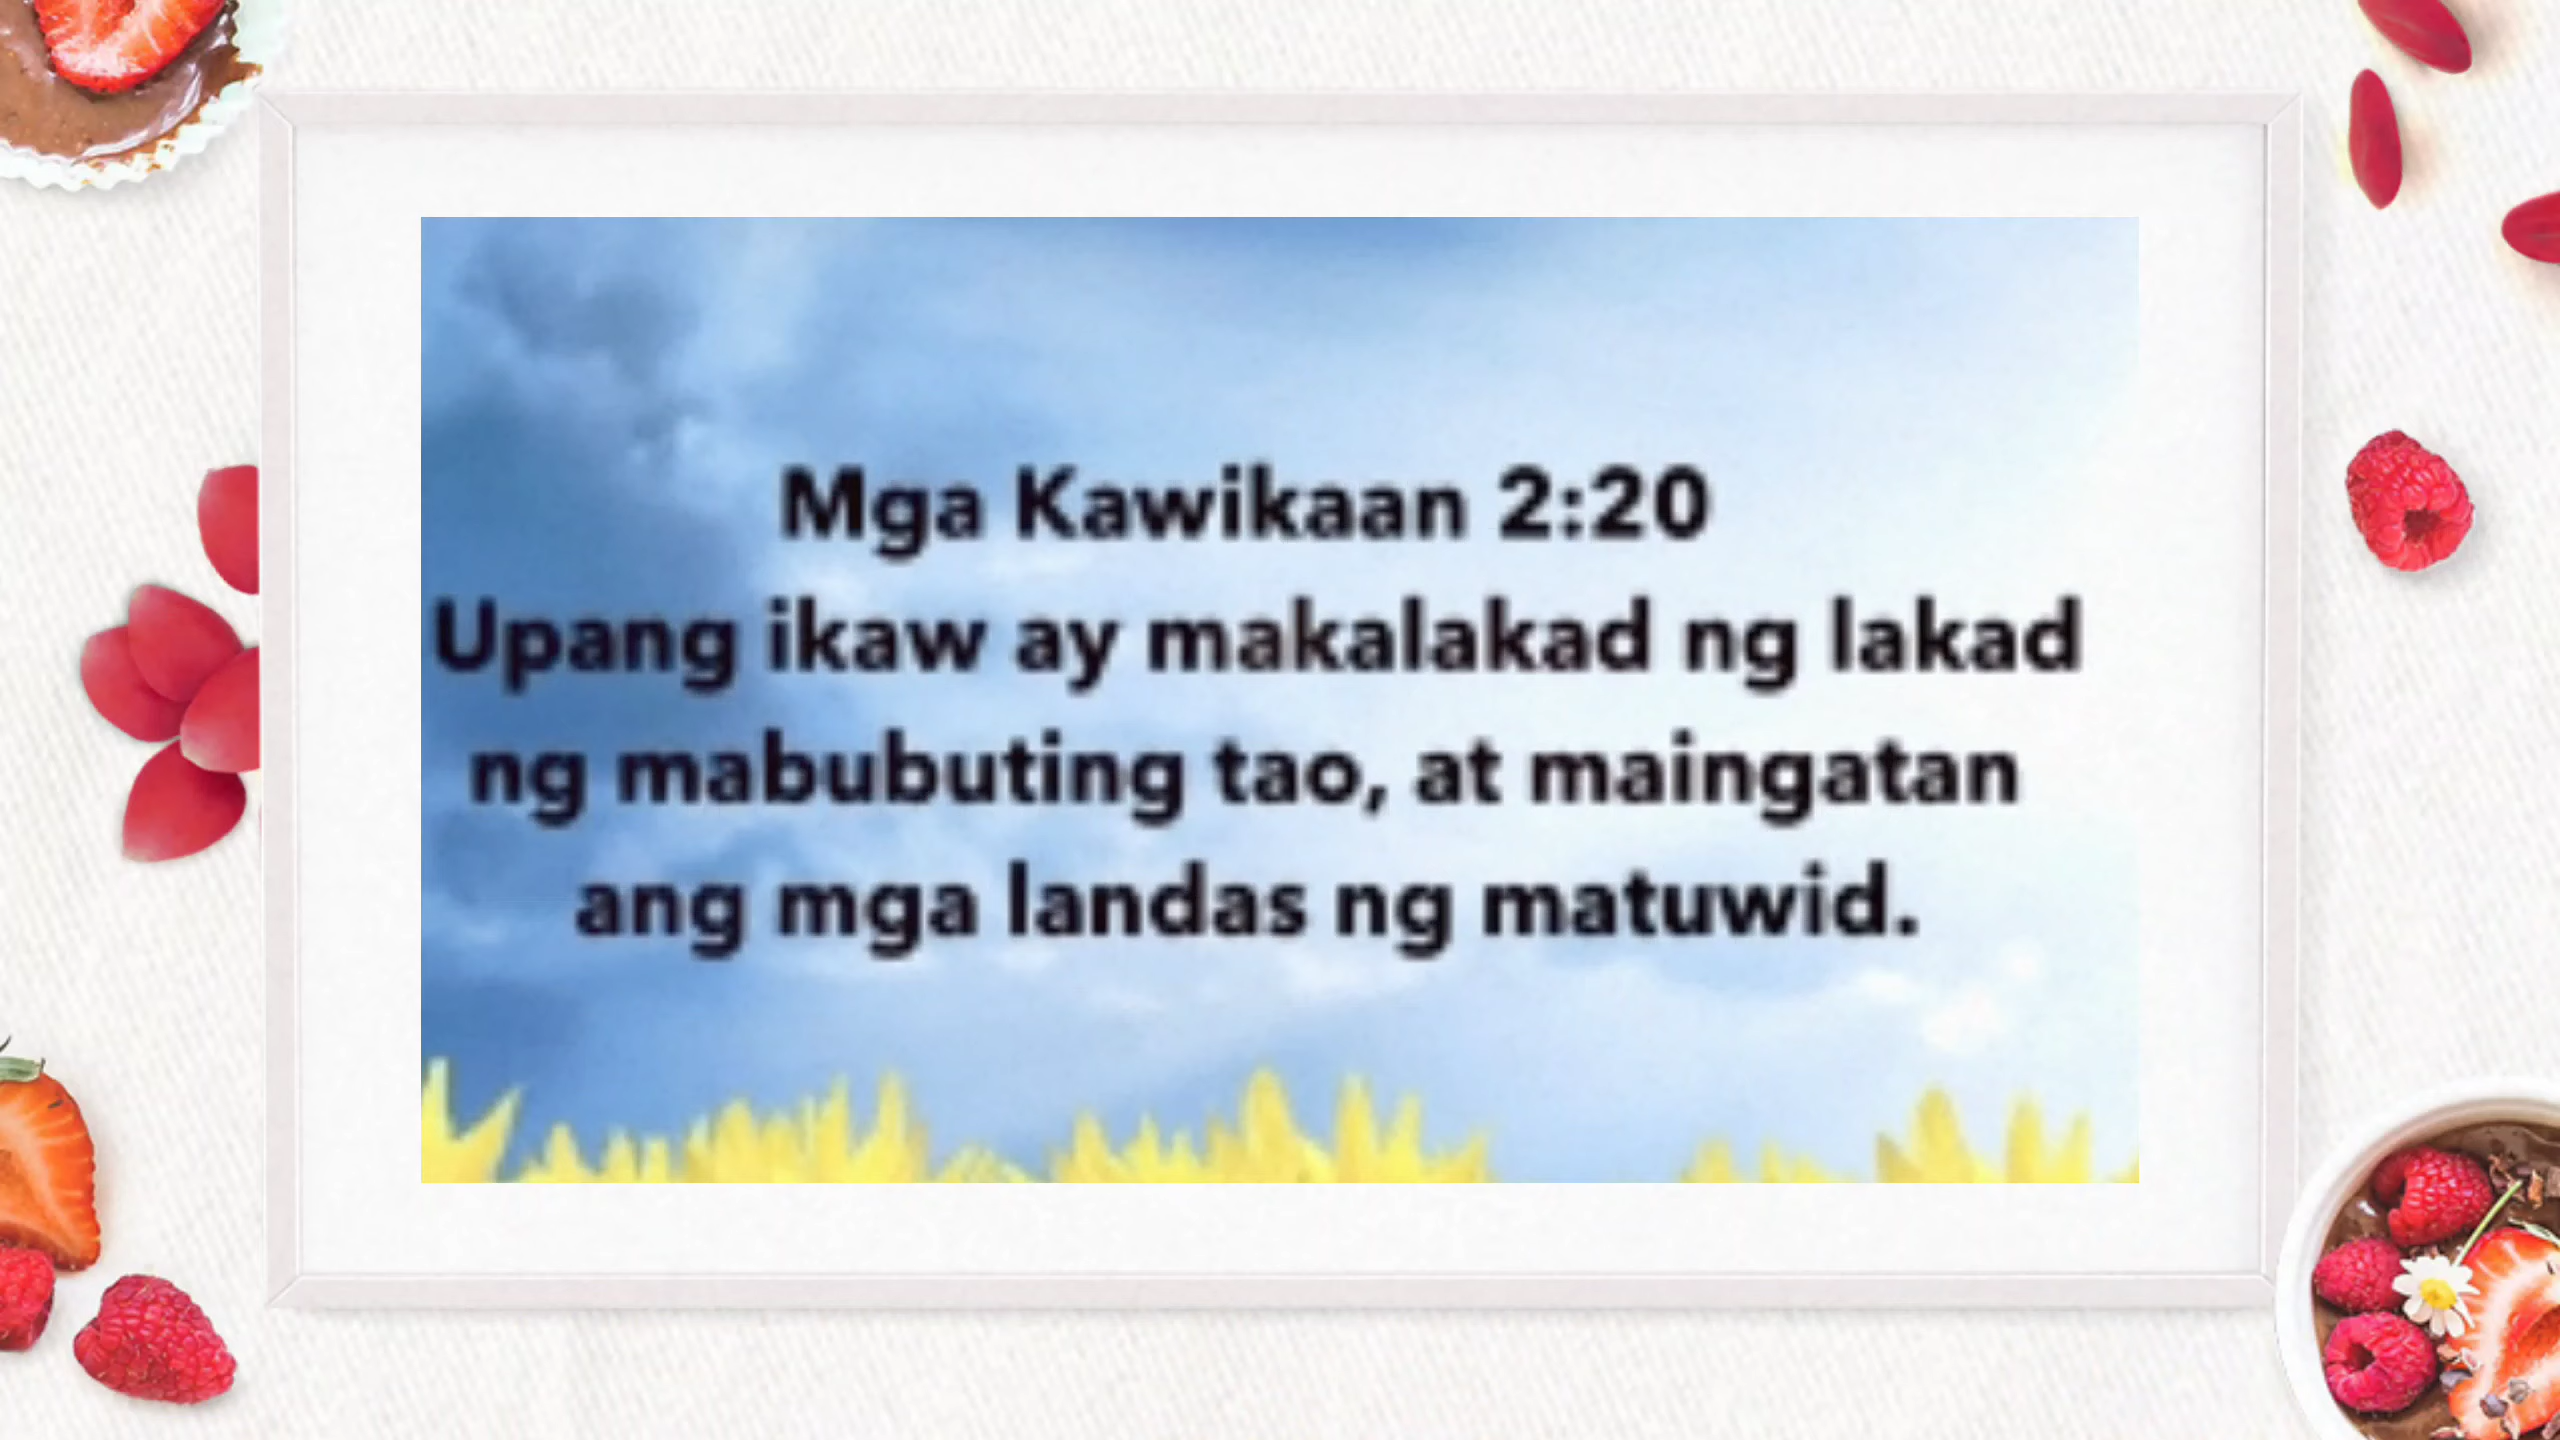 Mga Kawikaan 2:20
Upang ikaw ay makalakad ng lakad
ng mabubuting tao, at maingatan
ang mga landas ng matuwid.